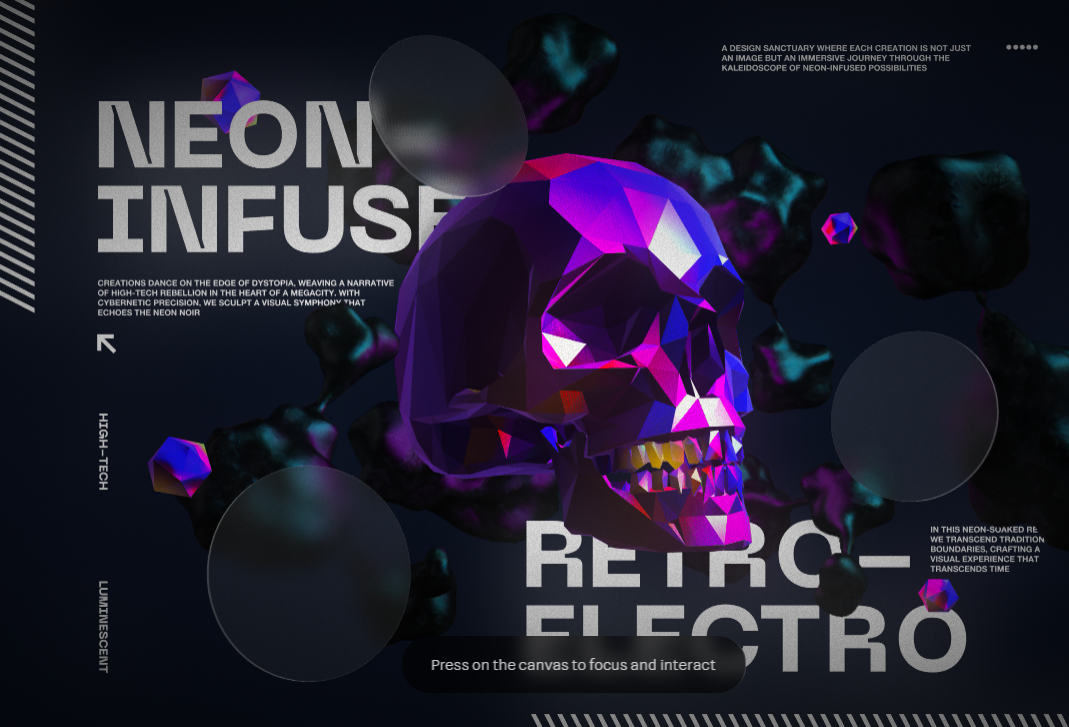 A DESIGN SANCTUARY WHERE EACH CREATION IS NOT JUST
AN IMAGE BUT AN IMMERSIVE JOURNEY THROUGH THE
KALEIDOSCOPE OF NEON-INFUSED POSSIBILITIES
NEON-
INFUSE
CREATIONS DANCE ON THE EDGE OF DYSTOPIA, WEAVING A NARRATIVE
OF HIGH-TECH REBELLION IN THE HEART OF A MEGACITY. WITH
CYBERNETIC PRECISION, WE SCULPT A VISUAL SYMPHONY THAT
ECHOES THE NEON NOIR
HIGH-TECH
LUMINESCENT
RETRO-
ELECTRO
IN THIS NEON-SOAKED RE
WE TRANSCEND TRADITION
BOUNDARIES, CRAFTING A
VISUAL EXPERIENCE THAT
TRANSCENDS TIME
Press on the canvas to focus and interact